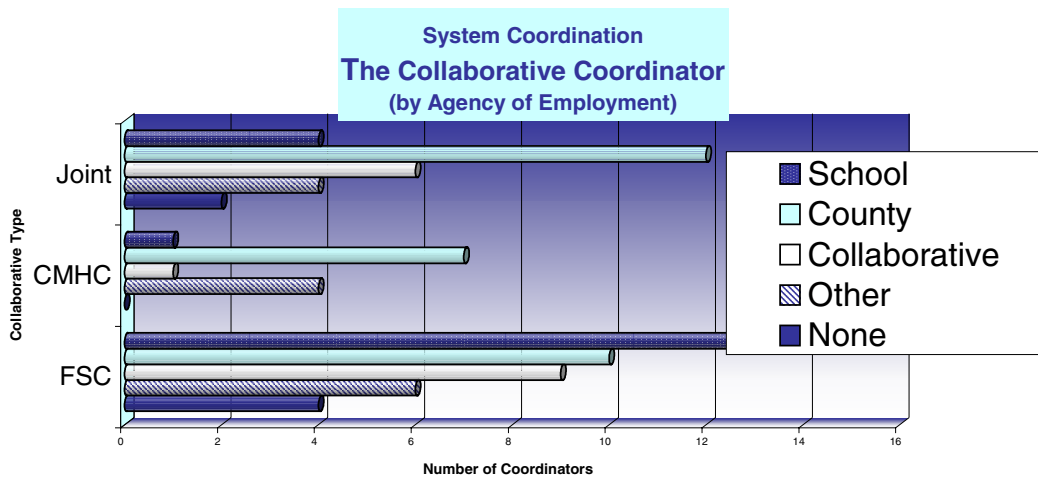 System Coordination
The Collaborative Coordinator
(by Agency of Employment)
Collaborative Type
Joint
CMHC
FSC
School
County
Collaborative
Other
None
0 2 4 6 8 10 12 14 16
Number of Coordinators